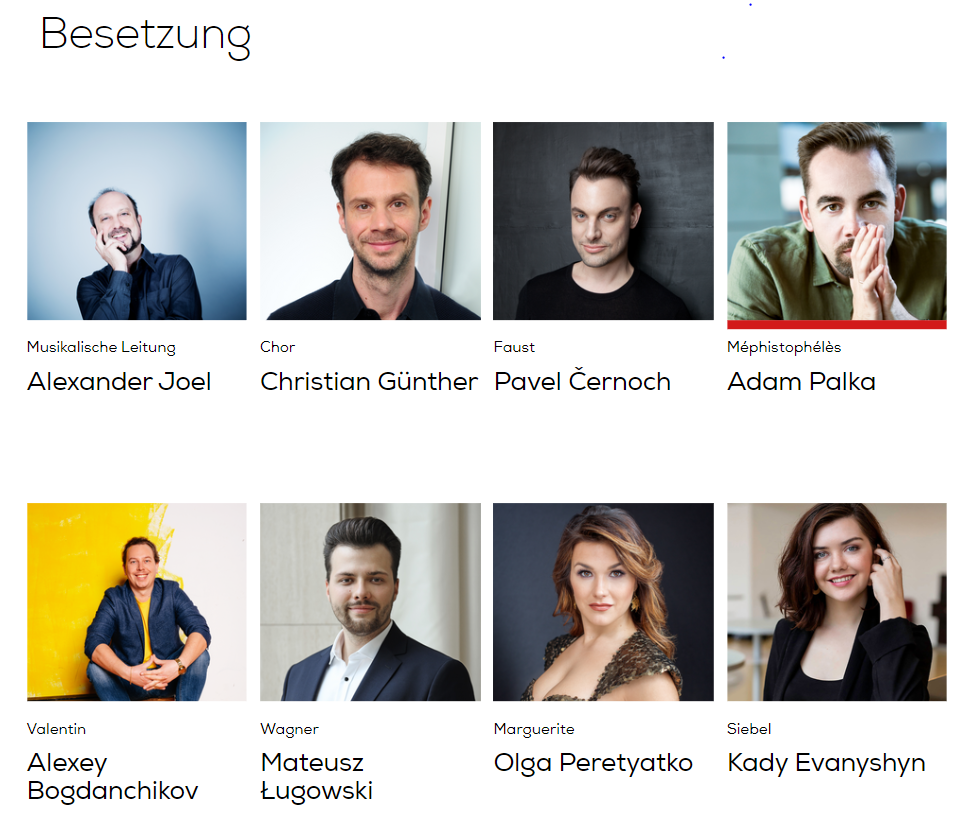 Besetzung
Musikalische Leitung
Alexander Joel
Chor
Christian Günther
Faust
Pavel Černoch
Méphistophélès
Adam Palka
Valentin
Alexey
Bogdanchikov
Wagner
Mateusz
Ługowski
Marguerite
Olga Peretyatko
Siebel
Kady Evanyshyn